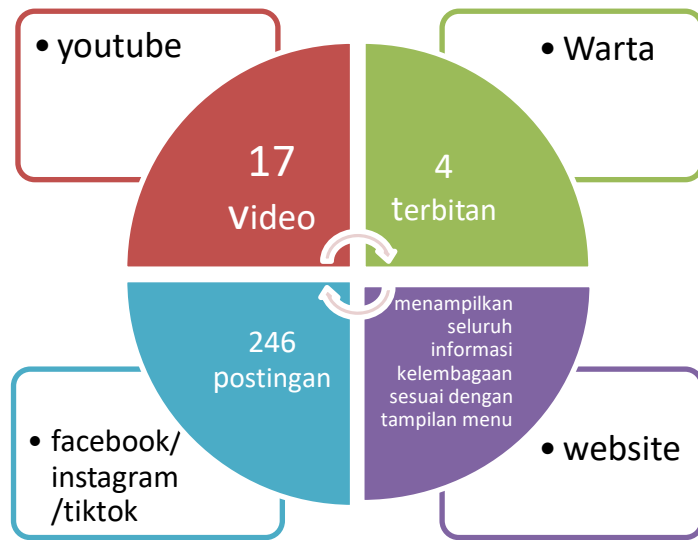 • youtube
17
Video
• Warta
4
terbitan
246
postingan
• facebook/
instagram
/tiktok
menampilkan
seluruh
informasi
kelembagaan
sesuai dengan
tampilan menu
• website